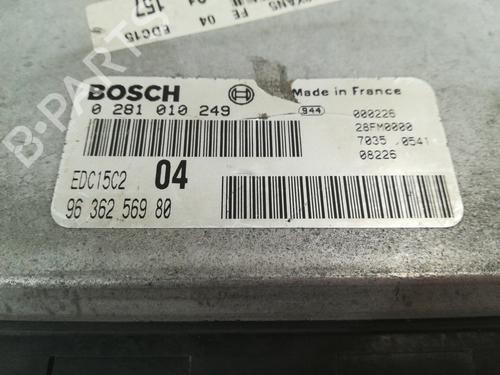 157
FE 04
EDC15
BOSCH
Made in France
0 281 010 249
944
000226
28FM0000
7035 0541
08226
EDC15C2 04
96 362 569 80
B-PARTS